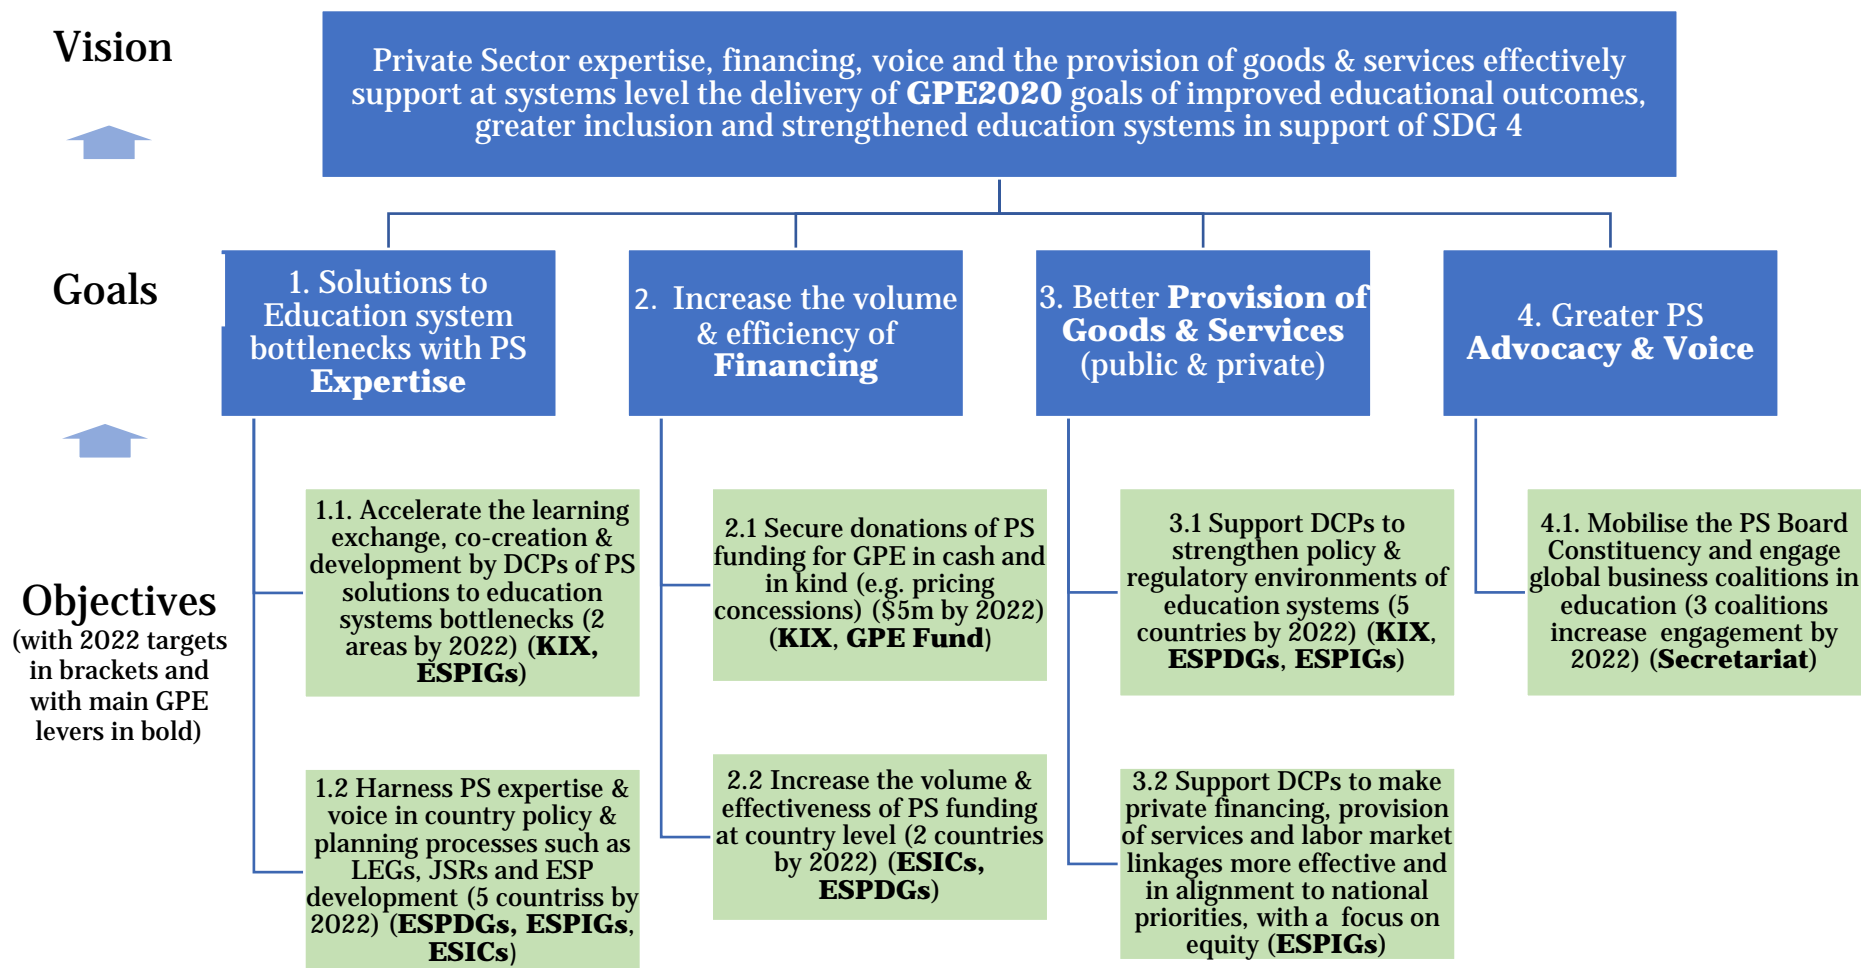 Vision
Private Sector expertise, financing, voice and the provision of goods & services effectively
support at systems level the delivery of GPE2020 goals of improved educational outcomes,
greater inclusion and strengthened education systems in support of SDG 4
Goals
1. Solutions to
Education system
bottlenecks with PS
Expertise
2. Increase the volume
& efficiency of
Financing
3. Better Provision of
Goods & Services
(public & private)
4. Greater PS
Advocacy & Voice
Objectives
(with 2022 targets
in brackets and
with main GPE
levers in bold)
1.1. Accelerate the learning
exchange, co-creation &
development by DCPs of PS
solutions to education
systems bottlenecks (2
areas by 2022) (KIX,
ESPIGs)
2.1 Secure donations of PS
funding for GPE in cash and
in kind (e.g. pricing
concessions) ($5m by 2022)
(KIX, GPE Fund)
3.1 Support DCPs to
strengthen policy &
regulatory environments of
education systems (5
countries by 2022) (KIX,
ESPDGs, ESPIGs)
4.1. Mobilise the PS Board
Constituency and engage
global business coalitions in
education (3 coalitions
increase engagement by
2022) (Secretariat)
1.2 Harness PS expertise &
voice in country policy &
planning processes such as
LEGs, JSRs and ESP
development (5 countriss by
2022) (ESPDGs, ESPIGs,
ESICs)
2.2 Increase the volume &
effectiveness of PS funding
at country level (2 countries
by 2022) (ESICs,
ESPDGs)
3.2 Support DCPs to make
private financing, provision
of services and labor market
linkages more effective and
in alignment to national
priorities, with a focus on
equity (ESPIGs)